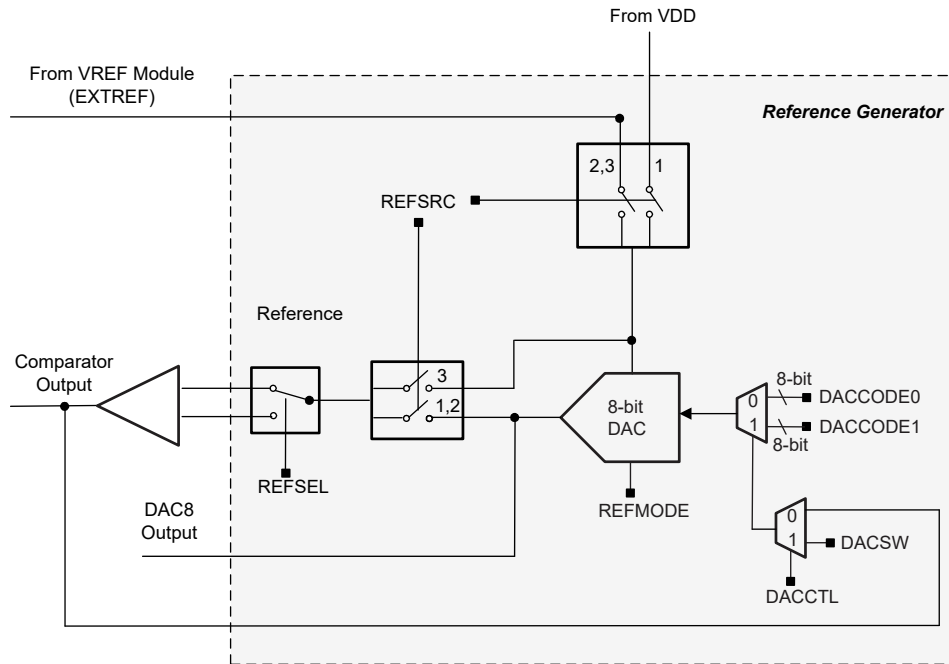 From VDD
From VREF Module
(EXTREF)
Reference Generator
2,3
1
REFSRC
Reference
Comparator
Output
3
1,2
8-bit
DAC
0
1
8-bit
DACCODE0
DACCODE1
8-bit
REFSEL
REFMODE
DAC8
Output
0
1
DACSW
DACCTL